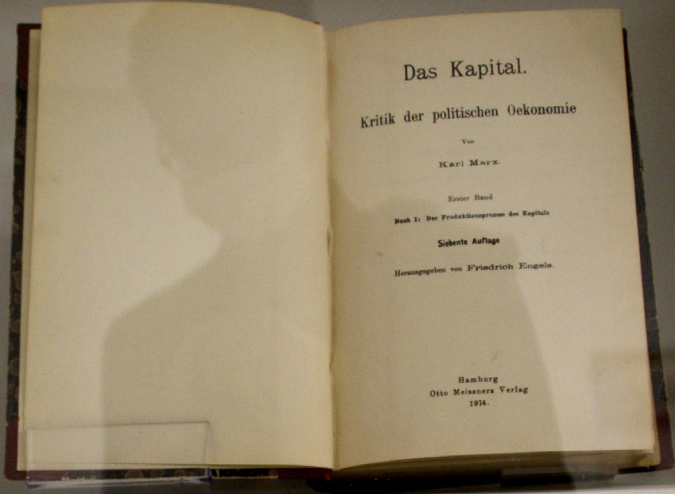 Das Kapital.
Kritik der politischen Oekonomie
Von
Karl Marx.
Erster Band
Buch I: Der Produktionsprozess des Kapitals
Siebente Auflage
Herausgegeben von Friedrich Engels.
Hamburg
Otto Meissners Verlag
1914.